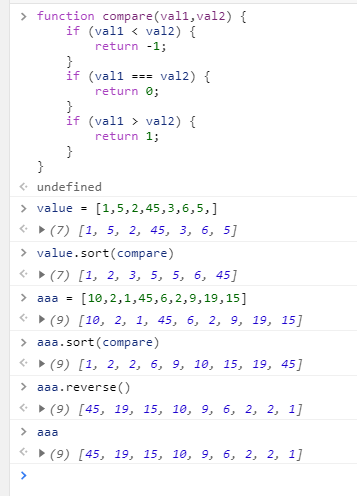 function compare(val1,val2) {
if (val1 < val2) {
return -1;
}
if (val1 === val2) {
return 0;
}
if (val1 > val2) {
return 1;
}
}
undefined
value = [1,5,2,45,3,6,5,]
(7) [1, 5, 2, 45, 3, 6, 5]
value.sort(compare)
(7) [1, 2, 3, 5, 5, 6, 45]
aaa = [10,2,1,45,6,2,9,19,15]
(9) [10, 2, 1, 45, 6, 2, 9, 19, 15]
aaa.sort(compare)
(9) [1, 2, 2, 6, 9, 10, 15, 19, 45]
aaa.reverse()
(9) [45, 19, 15, 10, 9, 6, 2, 2, 1]
aaa
(9) [45, 19, 15, 10, 9, 6, 2, 2, 1]